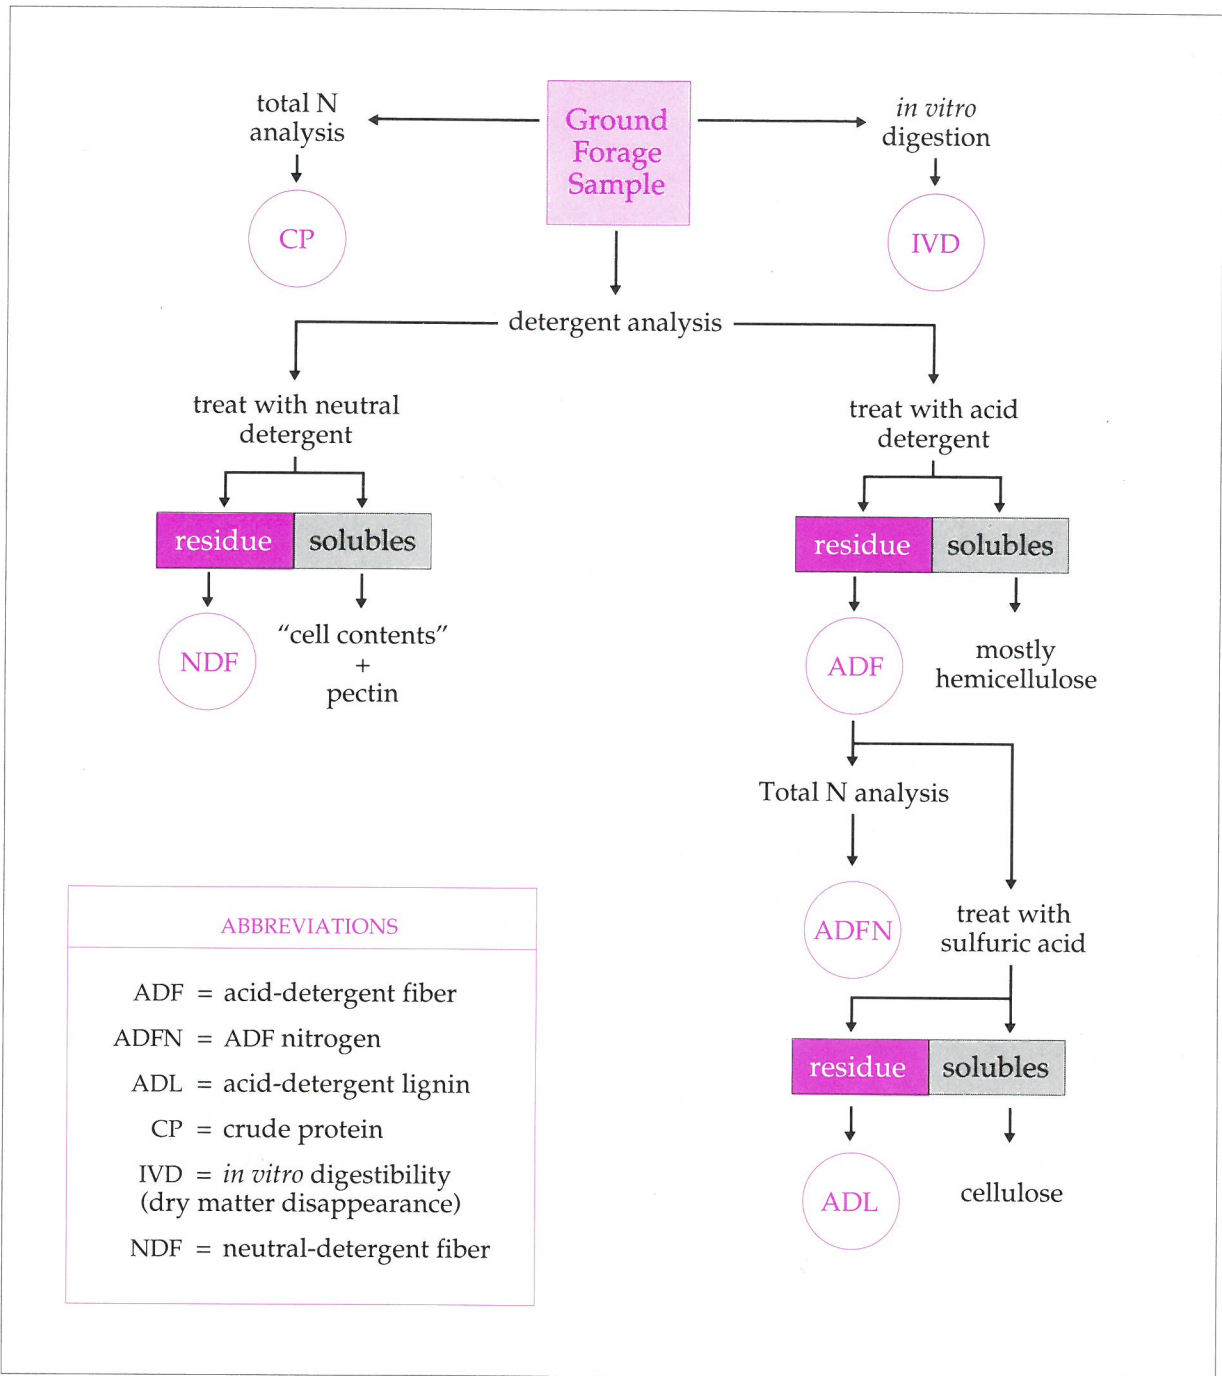 total N
analysis
Ground
Forage
Sample
in vitro
digestion
CP
IVD
detergent analysis
treat with neutral
detergent
treat with acid
detergent
residue
solubles
residue
solubles
NDF
“cell contents”
+
pectin
ADF
mostly
hemicellulose
Total N analysis
ADFN
treat with
sulfuric acid
residue
solubles
ADL
cellulose
ABBREVIATIONS
ADF = acid-detergent fiber
ADFN = ADF nitrogen
ADL = acid-detergent lignin
CP = crude protein
IVD = in vitro digestibility
(dry matter disappearance)
NDF = neutral-detergent fiber